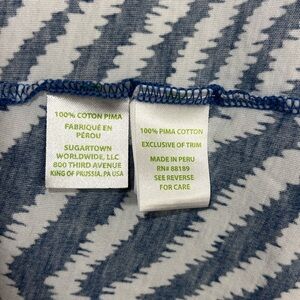 100% COTON PIMA
FABRIQUÉ EN
PÉROU
SUGARTOWN
WORLDWIDE, LLC
800 THIRD AVENUE
KING OF PRUSSIA, PA USA
100% PIMA COTTON
EXCLUSIVE OF TRIM
MADE IN PERU
RN# 88189
SEE REVERSE
FOR CARE